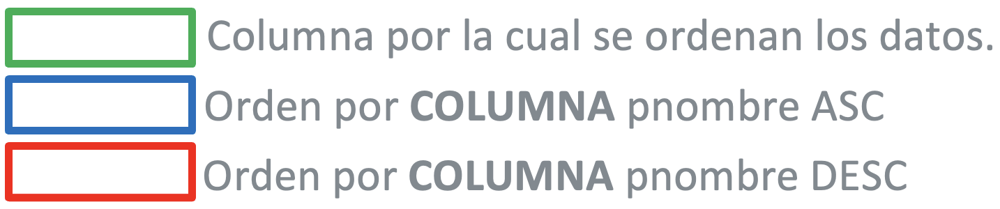 Columna por la cual se ordenan los datos.
Orden por COLUMNA pnombre ASC
Orden por COLUMNA pnombre DESC